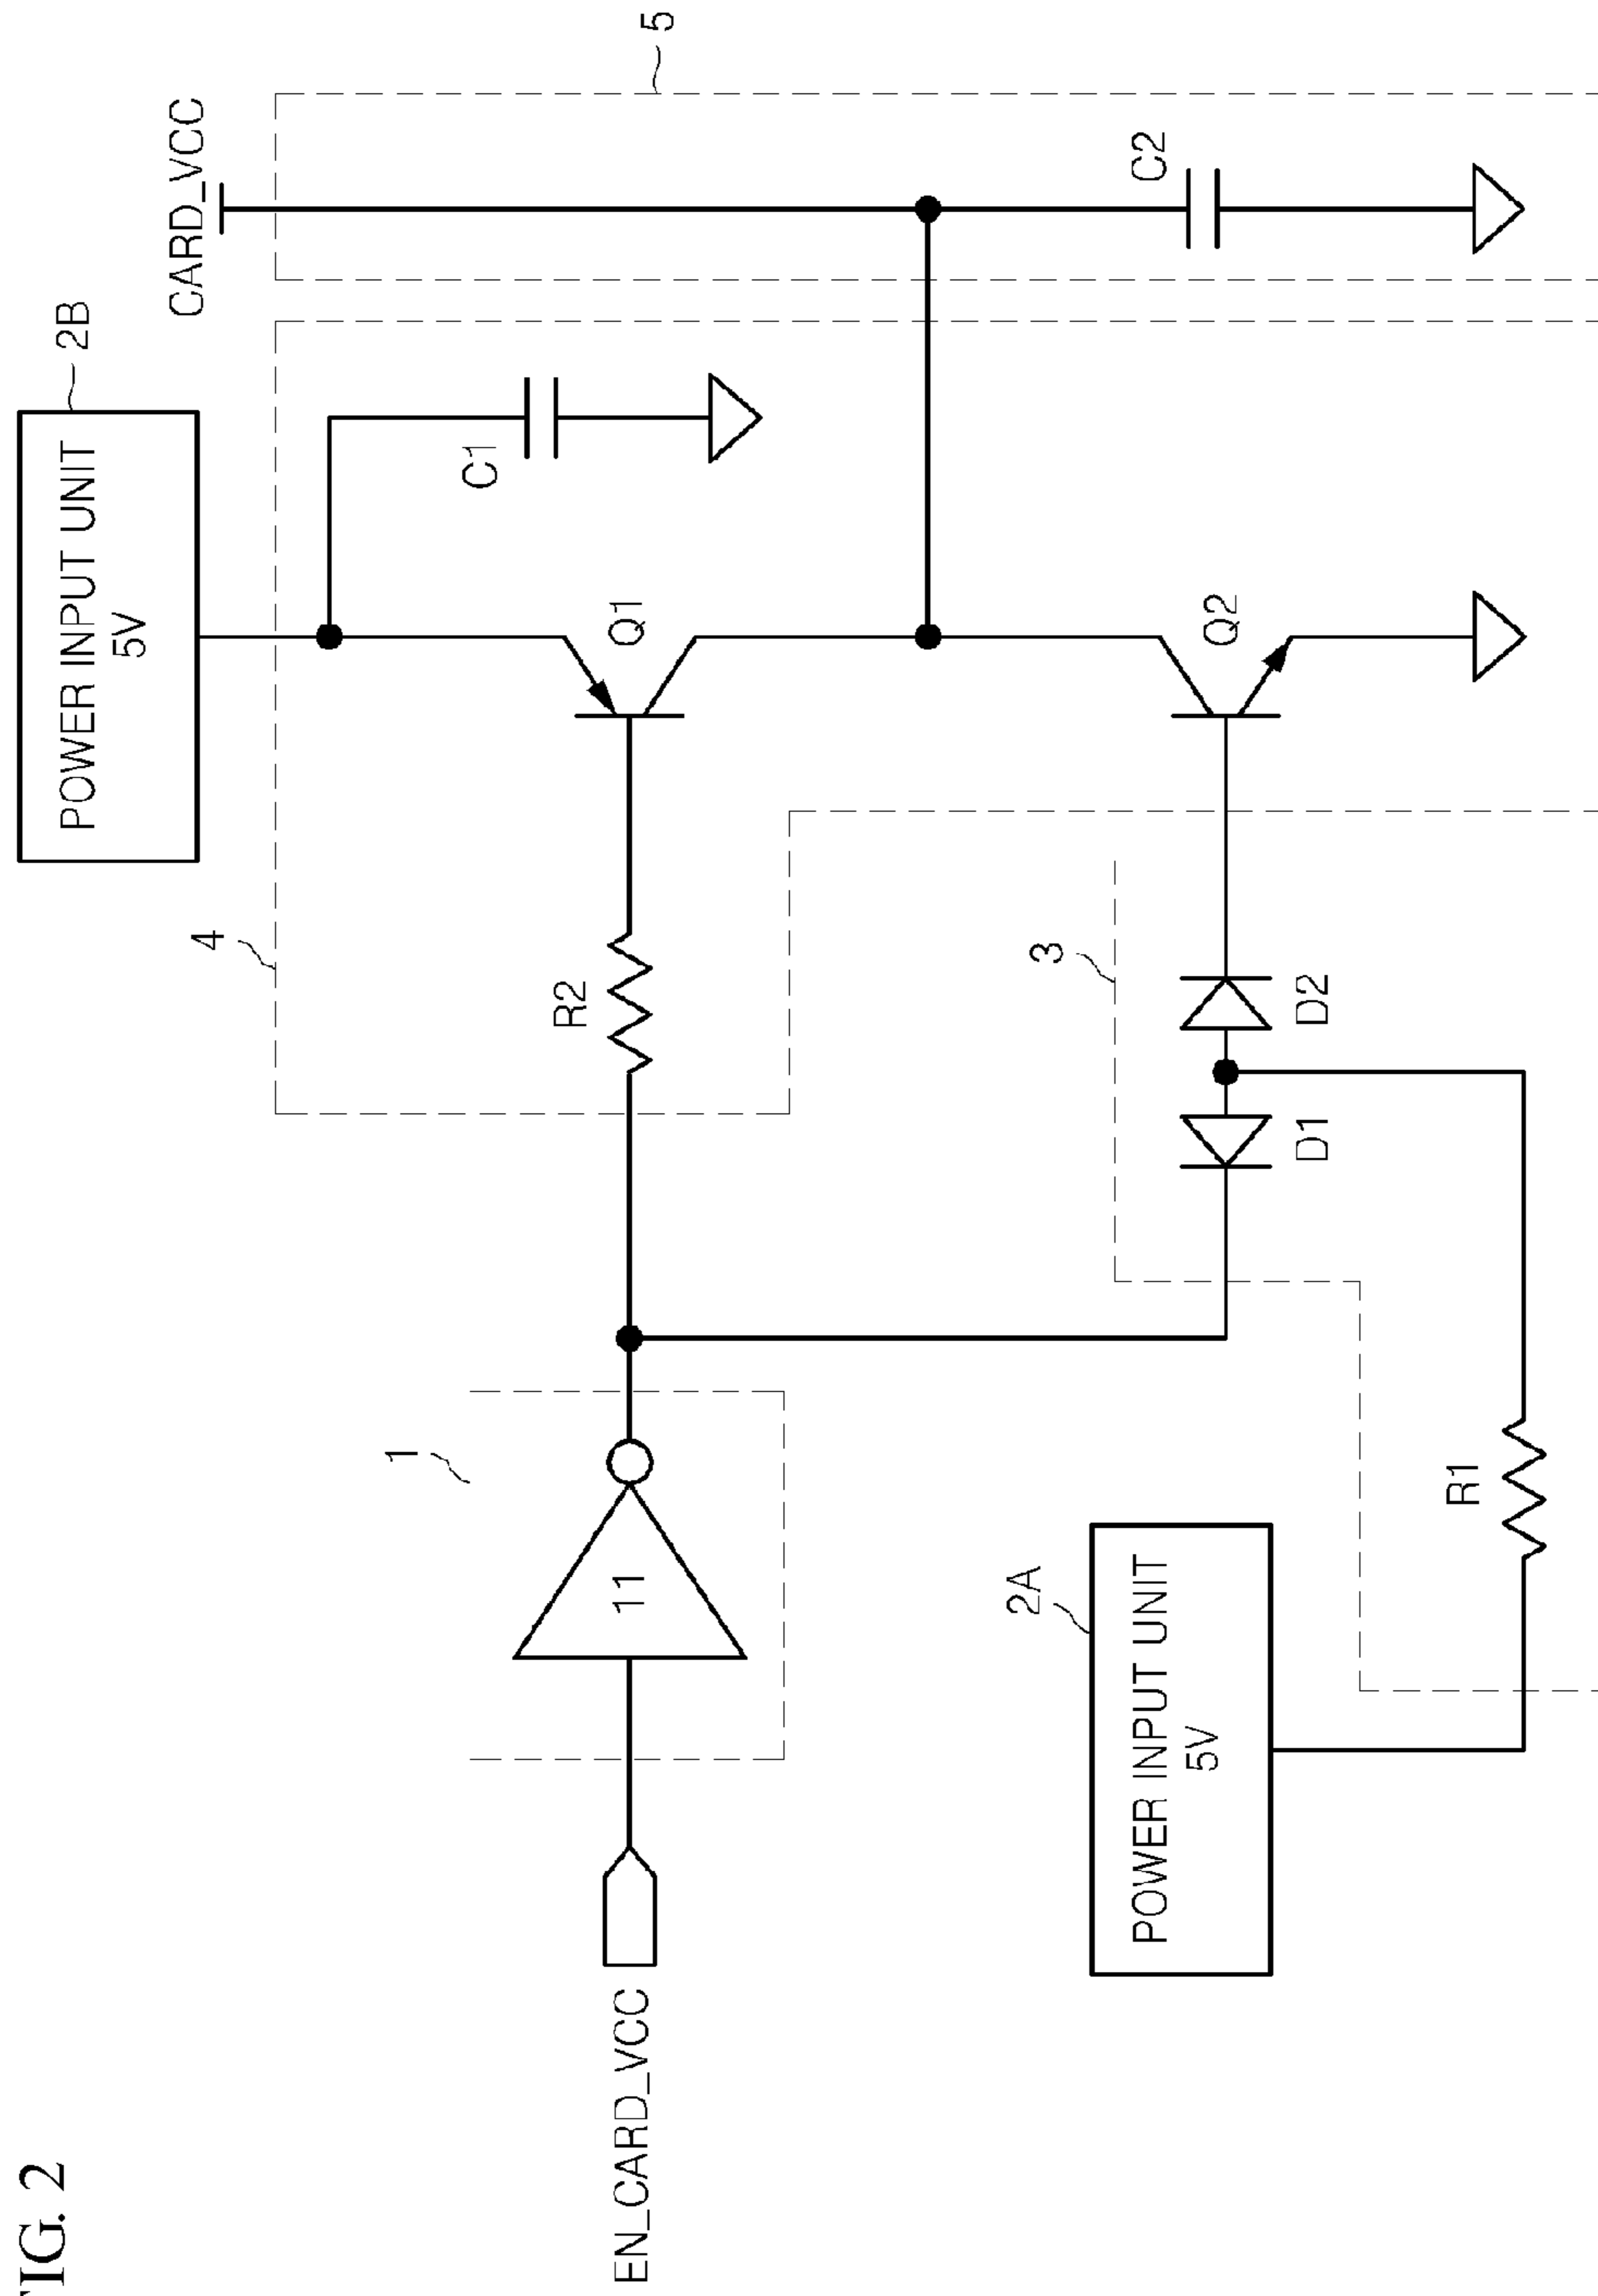 FIG. 2
EN_CARD_VCC
1
11
POWER INPUT UNIT
5V
2A
R1
3
D1
D2
4
R2
POWER INPUT UNIT
5V
2B
Q1
Q2
C1
CARD_VCC
C2
5